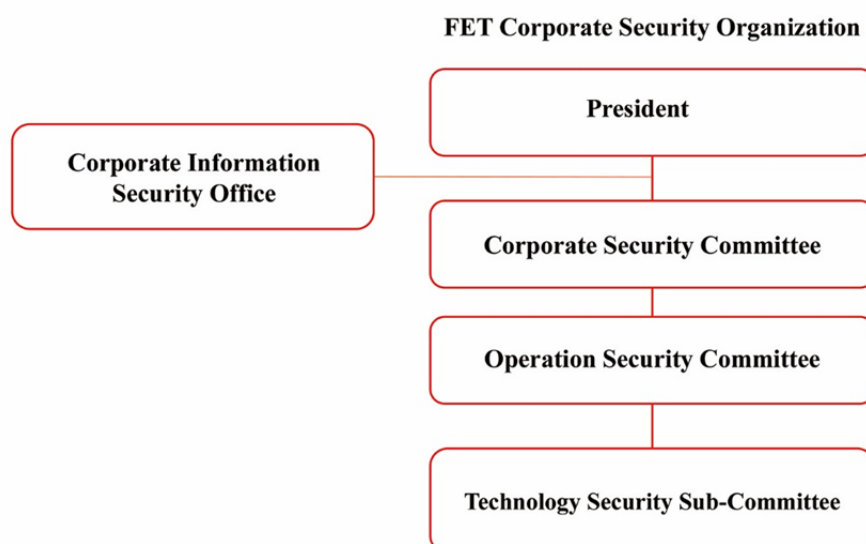 FET Corporate Security Organization
President
Corporate Information
Security Office
Corporate Security Committee
Operation Security Committee
Technology Security Sub-Committee